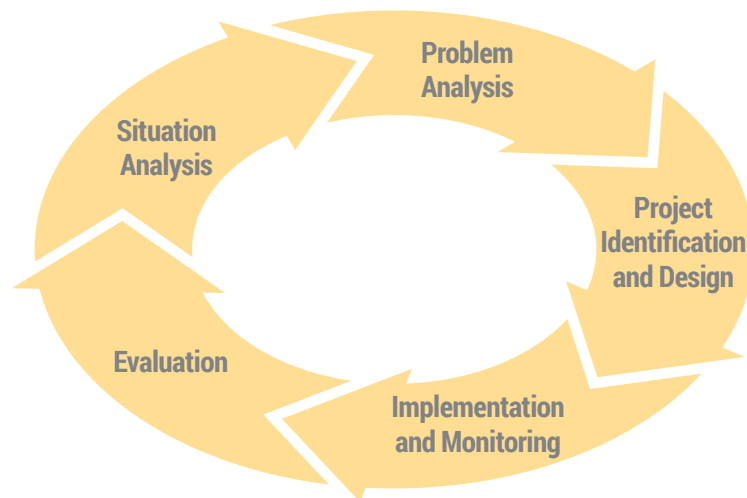 Problem
Analysis
Situation
Analysis
Project
Identification
and Design
Evaluation
Implementation
and Monitoring